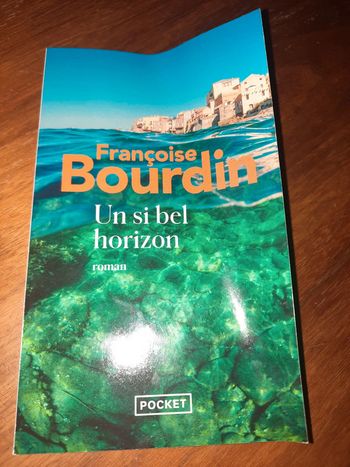 Françoise
Bourdin
Un si bel
horizon
roman
POCKET